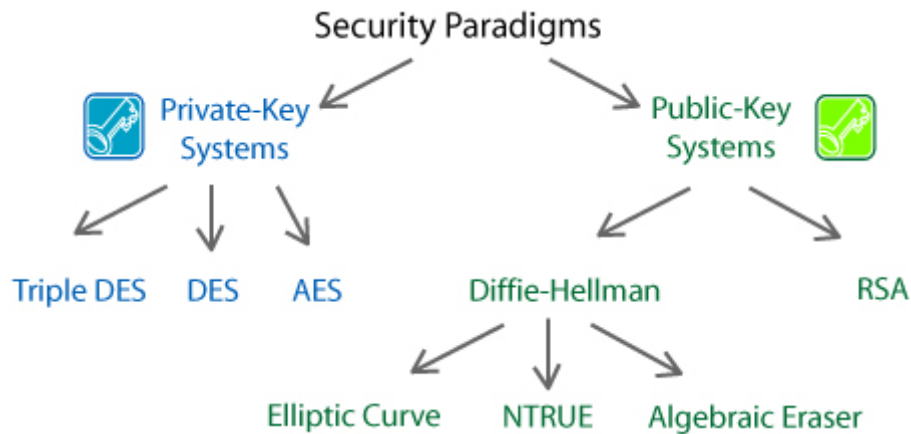 Security Paradigms
Private-Key
Systems
Public-Key
Systems
Triple DES
DES
AES
Diffie-Hellman
RSA
Elliptic Curve
NTRUE
Algebraic Eraser